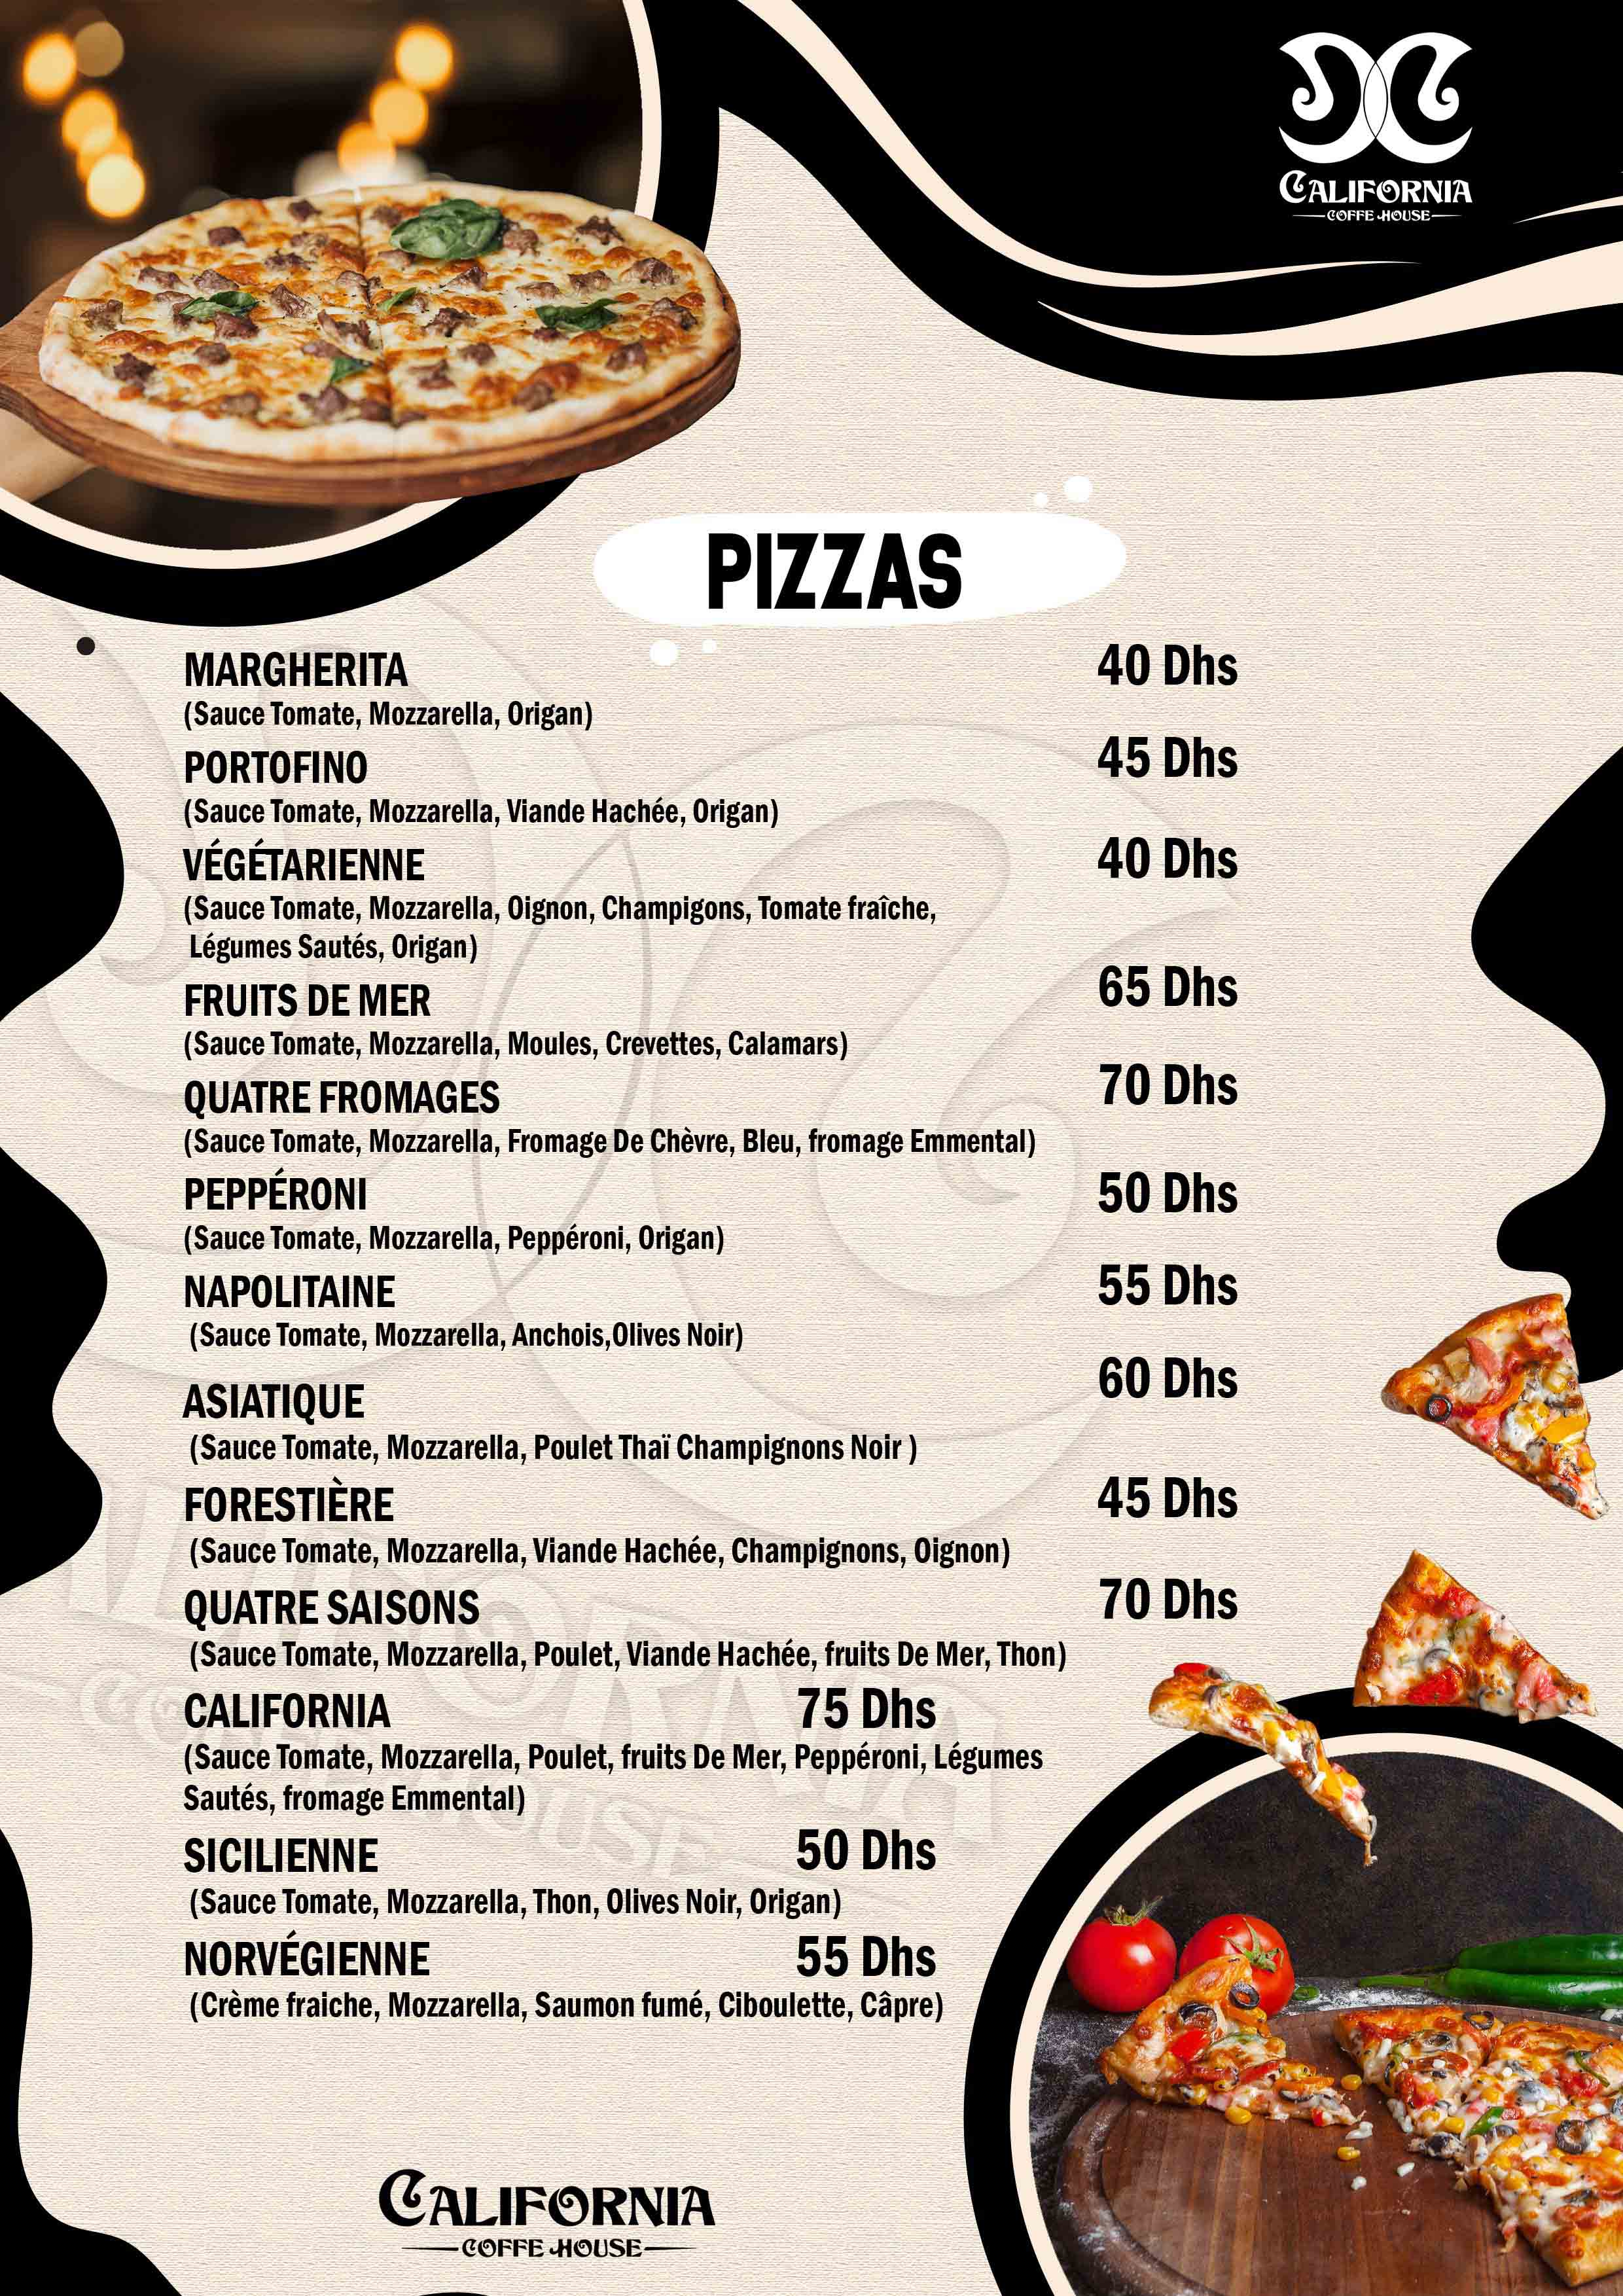 CALIFORNIA
COFFE HOUSE
PIZZAS
MARGHERITA 40 Dhs
(Sauce Tomate, Mozzarella, Origan)
PORTOFINO 45 Dhs
(Sauce Tomate, Mozzarella, Viande Hachée, Origan)
VÉGÉTARIENNE 40 Dhs
(Sauce Tomate, Mozzarella, Oignon, Champigons, Tomate fraîche,
Légumes Sautés, Origan)
FRUITS DE MER 65 Dhs
(Sauce Tomate, Mozzarella, Moules, Crevettes, Calamars)
QUATRE FROMAGES 70 Dhs
(Sauce Tomate, Mozzarella, Fromage De Chèvre, Bleu, fromage Emmental)
PEPPÉRONI 50 Dhs
(Sauce Tomate, Mozzarella, Peppéroni, Origan)
NAPOLITAINE 55 Dhs
(Sauce Tomate, Mozzarella, Anchois,Olives Noir)
ASIATIQUE 60 Dhs
(Sauce Tomate, Mozzarella, Poulet Thaï Champignons Noir )
FORESTIÈRE 45 Dhs
(Sauce Tomate, Mozzarella, Viande Hachée, Champignons, Oignon)
QUATRE SAISONS 70 Dhs
(Sauce Tomate, Mozzarella, Poulet, Viande Hachée, fruits De Mer, Thon)
CALIFORNIA 75 Dhs
(Sauce Tomate, Mozzarella, Poulet, fruits De Mer, Peppéroni, Légumes
Sautés, fromage Emmental)
SICILIENNE 50 Dhs
(Sauce Tomate, Mozzarella, Thon, Olives Noir, Origan)
NORVÉGIENNE 55 Dhs
(Crème fraiche, Mozzarella, Saumon fumé, Ciboulette, Câpre)
CALIFORNIA
COFFE HOUSE